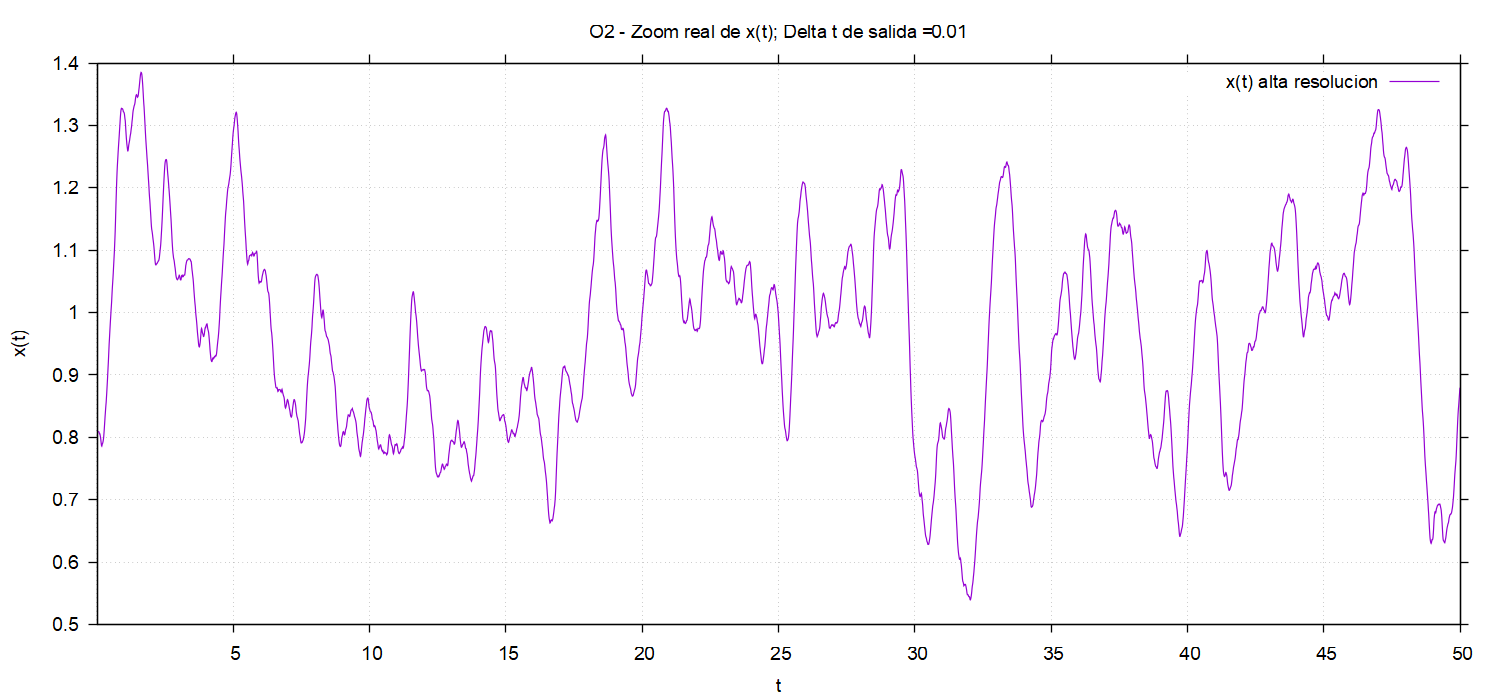 O2 - Zoom real de x(t); Delta t de salida =0.01
x(t) alta resolucion
1.4
1.3
1.2
1.1
1
0.9
0.8
0.7
0.6
0.5
x(t)
5 10 15 20 25 30 35 40 45 50
t